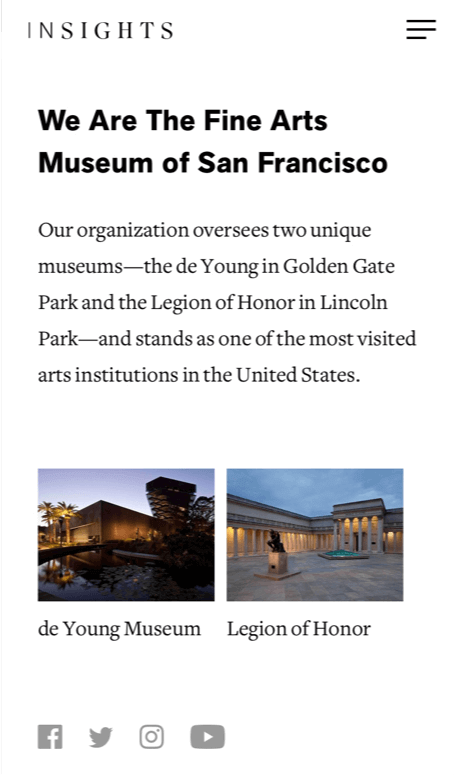 INSIGHTS
We Are The Fine Arts
Museum of San Francisco
Our organization oversees two unique
museums—the de Young in Golden Gate
Park and the Legion of Honor in Lincoln
Park—and stands as one of the most visited
arts institutions in the United States.
de Young Museum
Legion of Honor